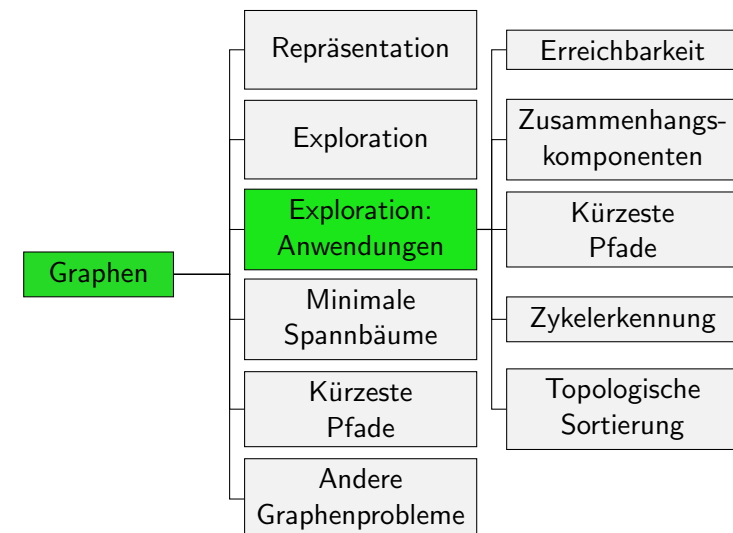 Graphen
Repräsentation
Exploration
Exploration:
Anwendungen
Minimale
Spannbäume
Kürzeste
Pfade
Andere
Graphenprobleme
Erreichbarkeit
Zusammenhangs-
komponenten
Kürzeste
Pfade
Zykelerkennung
Topologische
Sortierung